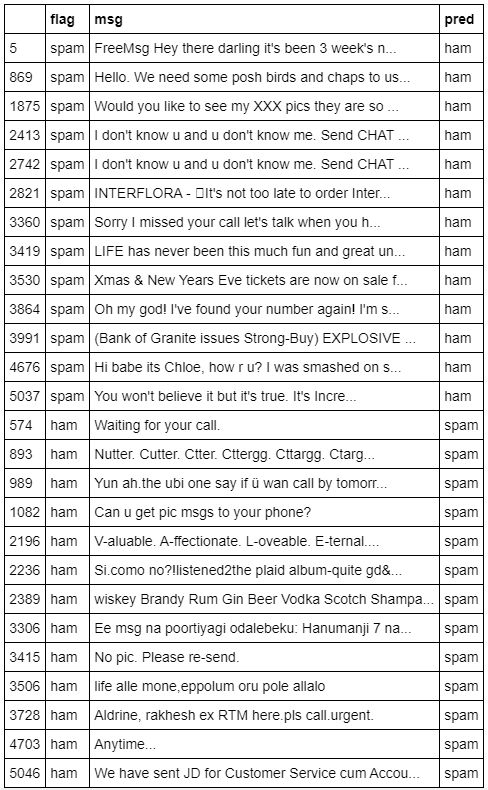 flag msg pred
5 spam FreeMsg Hey there darling it's been 3 week's n... ham
869 spam Hello. We need some posh birds and chaps to us... ham
1875 spam Would you like to see my XXX pics they are so ... ham
2413 spam I don't know u and u don't know me. Send CHAT ... ham
2742 spam I don't know u and u don't know me. Send CHAT ... ham
2821 spam INTERFLORA - It's not too late to order Inter... ham
3360 spam Sorry I missed your call let's talk when you h... ham
3419 spam LIFE has never been this much fun and great un... ham
3530 spam Xmas & New Years Eve tickets are now on sale f... ham
3864 spam Oh my god! I've found your number again! I'm s... ham
3991 spam (Bank of Granite issues Strong-Buy) EXPLOSIVE ... ham
4676 spam Hi babe its Chloe, how r u? I was smashed on s... ham
5037 spam You won't believe it but it's true. It's Incre... ham
574 ham Waiting for your call. spam
893 ham Nutter. Cutter. Ctter. Cttergg. Cttargg. Ctarg... spam
989 ham Yun ah.the ubi one say if ü wan call by tomorr... spam
1082 ham Can u get pic msgs to your phone? spam
2196 ham V-aluable. A-ffectionate. L-oveable. E-ternal.... spam
2236 ham Si.como no?!listened2the plaid album-quite gd&... spam
2389 ham wiskey Brandy Rum Gin Beer Vodka Scotch Shampa... spam
3306 ham Ee msg na poortiyagi odalebeku: Hanumanji 7 na... spam
3415 ham No pic. Please re-send. spam
3506 ham life alle mone,eppolum oru pole allalo spam
3728 ham Aldrine, rakhesh ex RTM here.pls call.urgent. spam
4703 ham Anytime... spam
5046 ham We have sent JD for Customer Service cum Accou... spam